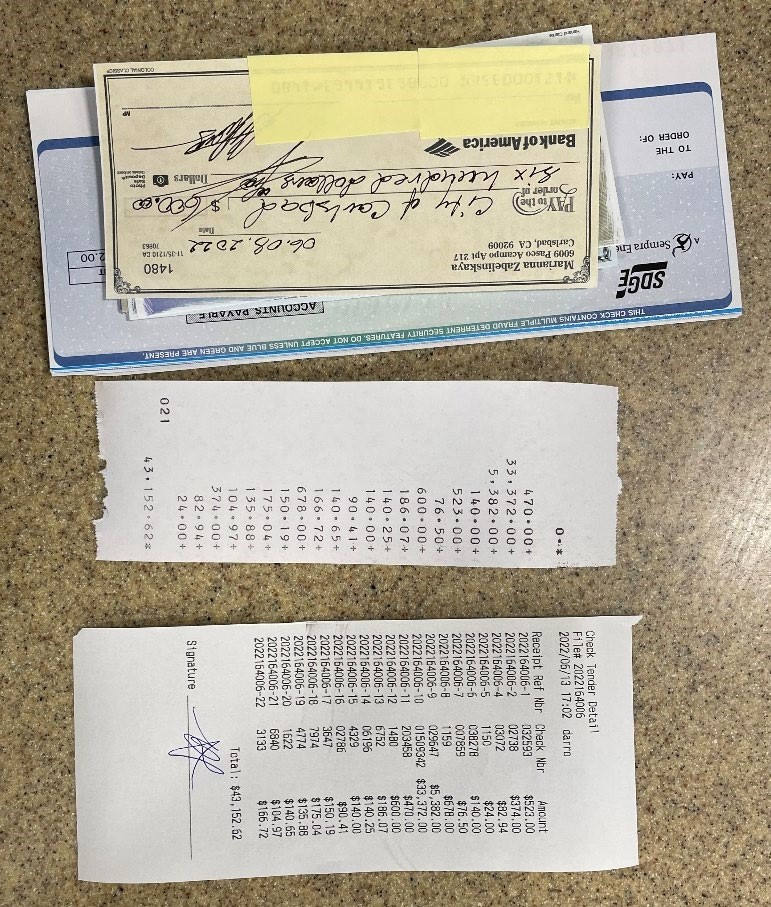 COLONIAL CLASSIC
Marianna Zabelinskaya
6009 Paseo Acampo Apt 217
Carlsbad, CA 92009
1480
11-35/1210 CA
70863
06.08.2022
Date
PAY to the order of City of Carlsbad $ 600.00
Six hundred dollars
Dollars
Bank of America
MP
SDGE
A Sempra Ene
PAY:
TO THE
ORDER OF:
2.00
ACCOUNTS PAYABLE
THIS CHECK CONTAINS MULTIPLE FRAUD DETERRENT SECURITY FEATURES. DO NOT ACCEPT UNLESS BLUE AND GREEN ARE PRESENT.
0.*
470.00+
33,372.00+
5,382.00+
140.00+
523.00+
76.50+
600.00+
186.07+
140.25+
140.00+
90.41+
140.65+
166.72+
678.00+
150.19+
175.04+
135.88+
104.97+
374.00+
82.94+
24.00+
021
43,152.62*
Check Tender Detail
File# 2022164006
2022/06/13 17:02 darro
Receipt Ref Nbr Check Nbr Amount
2022164006-1 032593 $523.00
2022164006-2 02738 $374.00
2022164006-4 03072 $82.94
2022164006-5 1150 $24.00
2022164006-6 038278 $140.00
2022164006-7 007859 $76.50
2022164006-8 1159 $678.00
2022164006-9 029647 $5,382.00
2022164006-10 01509342 $33,372.00
2022164006-11 203458 $470.00
2022164006-12 1480 $600.00
2022164006-13 6752 $186.07
2022164006-14 06196 $140.25
2022164006-15 4329 $140.00
2022164006-16 02786 $90.41
2022164006-17 3647 $150.19
2022164006-18 7974 $175.04
2022164006-19 4774 $135.88
2022164006-20 1622 $140.65
2022164006-21 6840 $104.97
2022164006-22 3133 $166.72
Total: $43,152.62
Signature